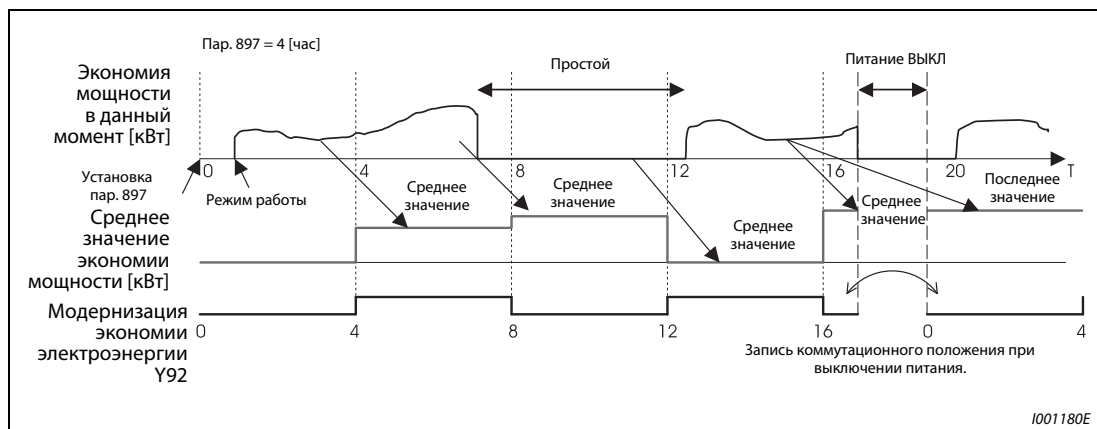 Пар. 897 = 4 [час]
Экономия
мощности
в данный
момент [кВт]
Простой
Питание ВЫКЛ
0
4
8
12
16
20
T
Установка
пар. 897
Режим работы
Среднее
значение
Среднее
значение
Среднее
значение
Среднее
значение
Последнее
значение
Среднее
значение
экономии
мощности [кВт]
Модернизация
экономии
электроэнергии
Y92
0
4
8
12
16
0
4
Запись коммутационного положения при
выключении питания.
I001180E